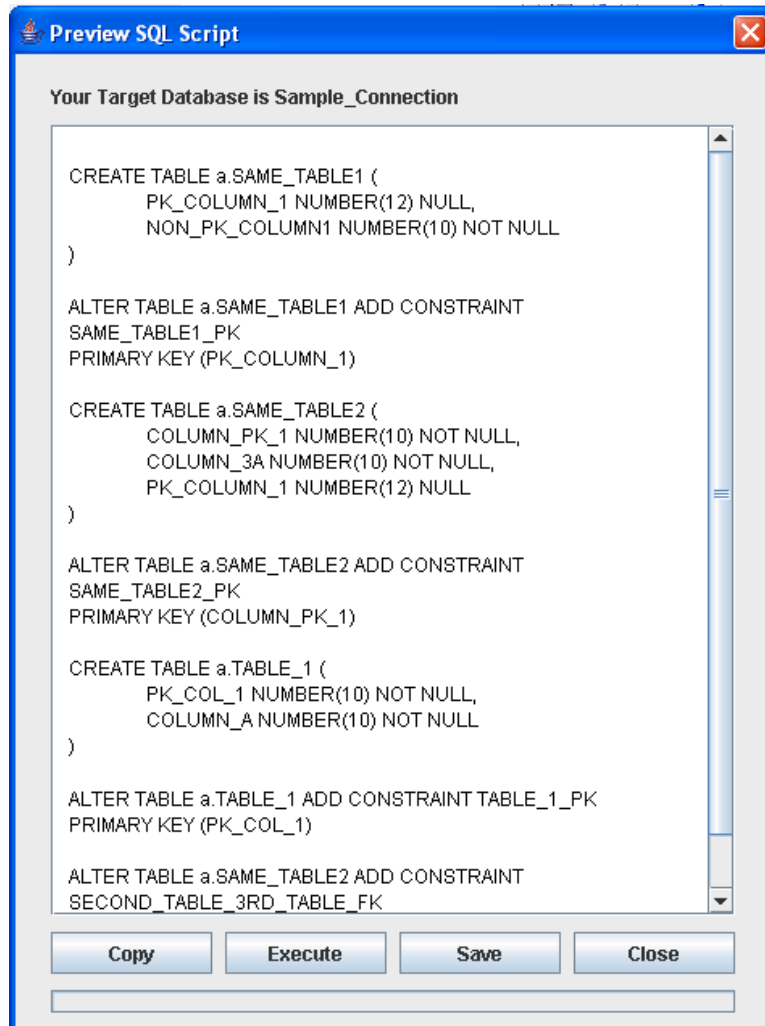 Preview SQL Script
Your Target Database is Sample_Connection
CREATE TABLE a.SAME_TABLE1 (
PK_COLUMN_1 NUMBER(12) NULL,
NON_PK_COLUMN1 NUMBER(10) NOT NULL
)
ALTER TABLE a.SAME_TABLE1 ADD CONSTRAINT
SAME_TABLE1_PK
PRIMARY KEY (PK_COLUMN_1)
CREATE TABLE a.SAME_TABLE2 (
COLUMN_PK_1 NUMBER(10) NOT NULL,
COLUMN_3A NUMBER(10) NOT NULL,
PK_COLUMN_1 NUMBER(12) NULL
)
ALTER TABLE a.SAME_TABLE2 ADD CONSTRAINT
SAME_TABLE2_PK
PRIMARY KEY (COLUMN_PK_1)
CREATE TABLE a.TABLE_1 (
PK_COL_1 NUMBER(10) NOT NULL,
COLUMN_A NUMBER(10) NOT NULL
)
ALTER TABLE a.TABLE_1 ADD CONSTRAINT TABLE_1_PK
PRIMARY KEY (PK_COL_1)
ALTER TABLE a.SAME_TABLE2 ADD CONSTRAINT
SECOND_TABLE_3RD_TABLE_FK
Copy Execute Save Close